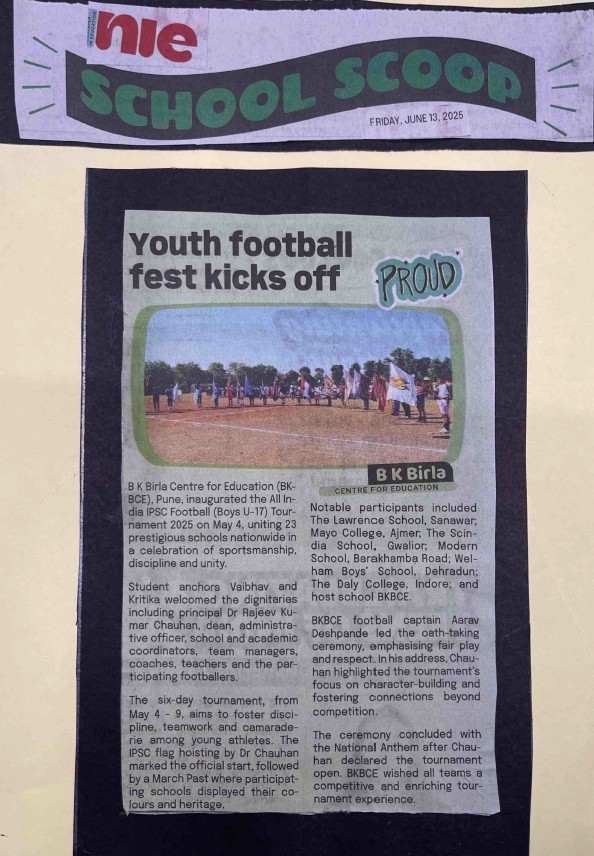 NEWSPAPER IN EDUCATION
nie
SCHOOL SCOOP
FRIDAY, JUNE 13, 2025
Youth football
fest kicks off
PROUD
B K Birla
CENTRE FOR EDUCATION
B K Birla Centre for Education (BK-
BCE), Pune, inaugurated the All In-
dia IPSC Football (Boys U-17) Tour-
nament 2025 on May 4, uniting 23
prestigious schools nationwide in
a celebration of sportsmanship,
discipline and unity.
Student anchors Vaibhav and
Kritika welcomed the dignitaries
including principal Dr Rajeev Ku-
mar Chauhan, dean, administra-
tive officer, school and academic
coordinators, team managers,
coaches, teachers and the par-
ticipating footballers.
The six-day tournament, from
May 4 - 9, aims to foster disci-
pline, teamwork and camarade-
rie among young athletes. The
IPSC flag hoisting by Dr Chauhan
marked the official start, followed
by a March Past where participat-
ing schools displayed their co-
lours and heritage.
Notable participants included
The Lawrence School, Sanawar;
Mayo College, Ajmer; The Scin-
dia School, Gwalior; Modern
School, Barakhamba Road; Wel-
ham Boys' School, Dehradun;
The Daly College, Indore; and
host school BKBCE.
BKBCE football captain Aarav
Deshpande led the oath-taking
ceremony, emphasising fair play
and respect. In his address, Chau-
han highlighted the tournament's
focus on character-building and
fostering connections beyond
competition.
The ceremony concluded with
the National Anthem after Chau-
han declared the tournament
open. BKBCE wished all teams a
competitive and enriching tour-
nament experience.